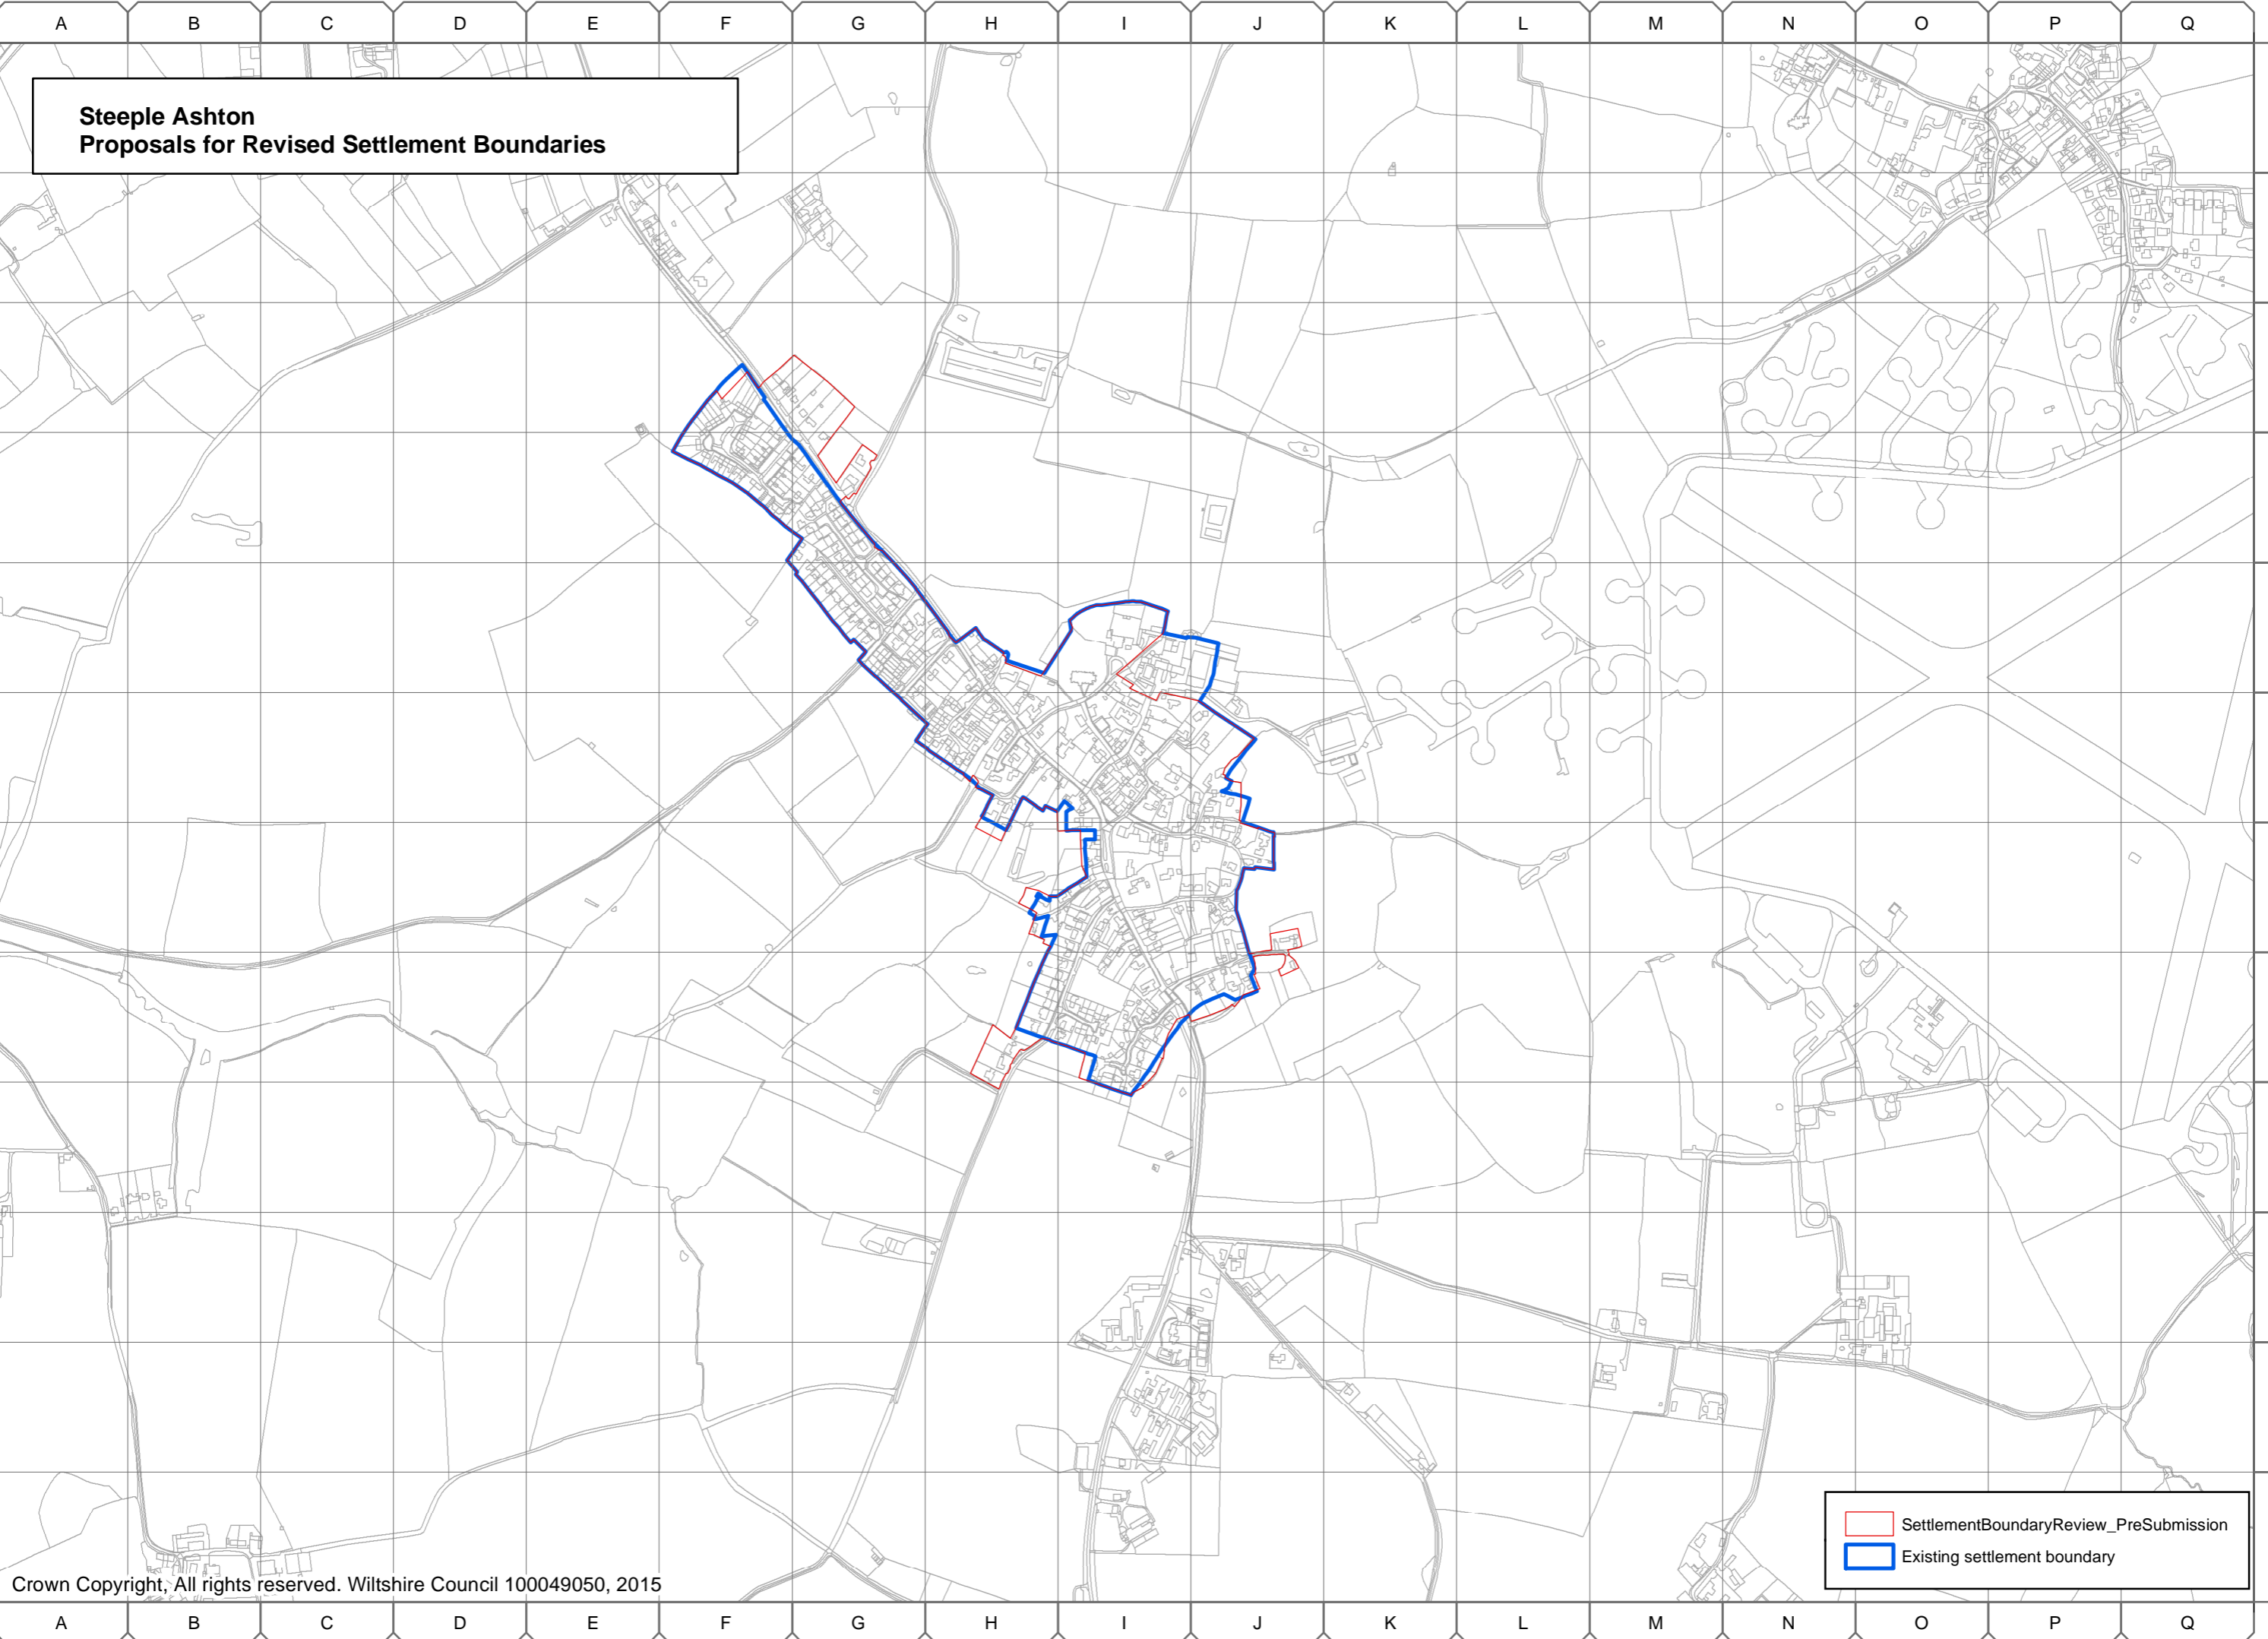 A B C D E F G H I J K L M N O P Q
Steeple Ashton
Proposals for Revised Settlement Boundaries
SettlementBoundaryReview_PreSubmission
Existing settlement boundary
Crown Copyright, All rights reserved. Wiltshire Council 100049050, 2015
A B C D E F G H I J K L M N O P Q